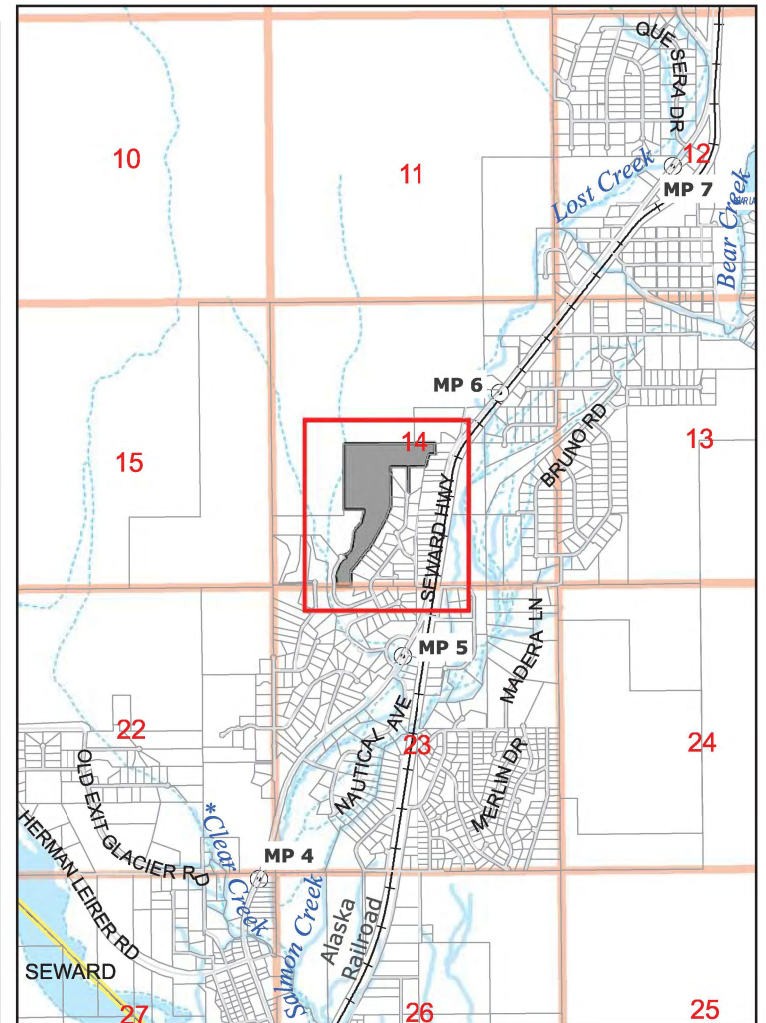 QUE SERA DR
10
11
12
Lost Creek
MP 7
Bear Creek
MP 6
14
13
15
BRUNO RD
SEWARD HWY
MP 5
MADERA LN
22
NAUTICAL AVE
23
24
OLD EXIT GLACIER RD
MERLIN DR
*Clear Creek
HERMAN LEIRER RD
MP 4
Salmon Creek
Alaska
Railroad
SEWARD
27
26
25